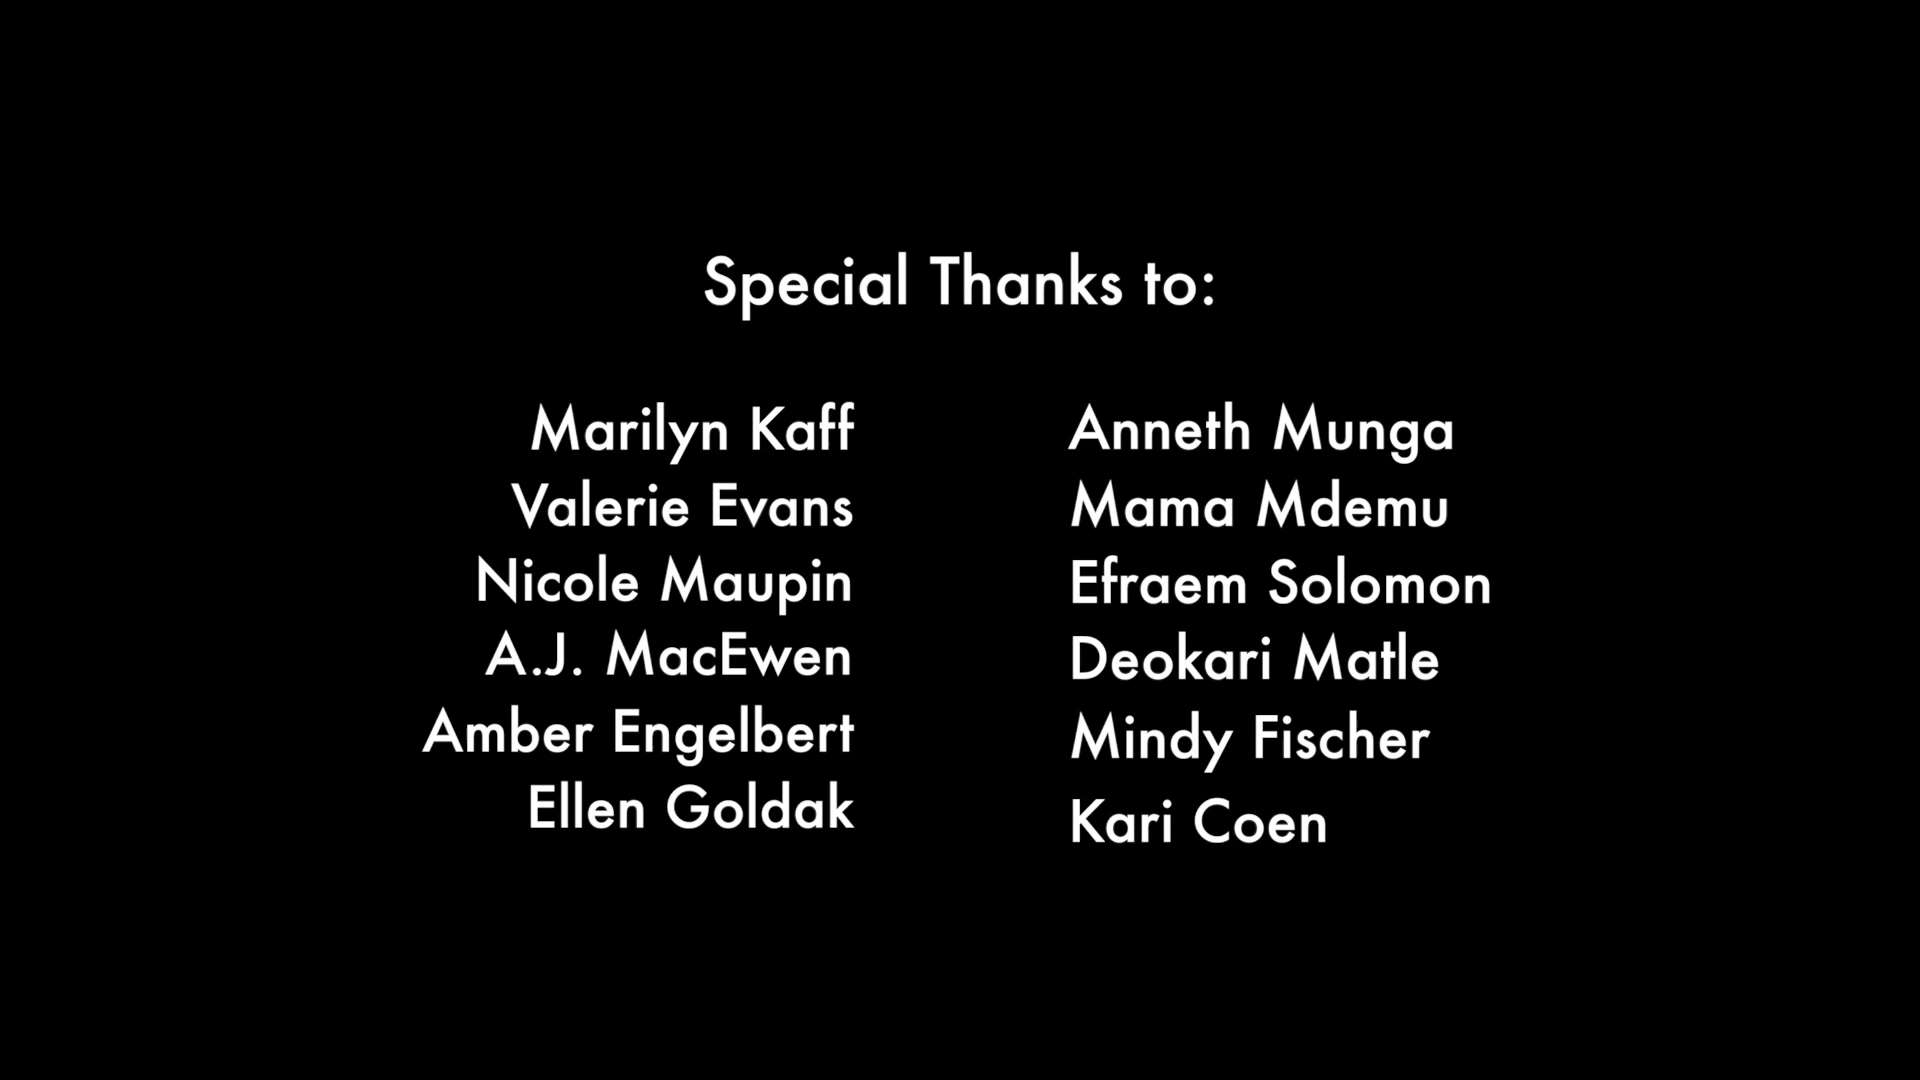 Special Thanks to:
Marilyn Kaff
Valerie Evans
Nicole Maupin
A.J. MacEwen
Amber Engelbert
Ellen Goldak
Anneth Munga
Mama Mdemu
Efraem Solomon
Deokari Matle
Mindy Fischer
Kari Coen